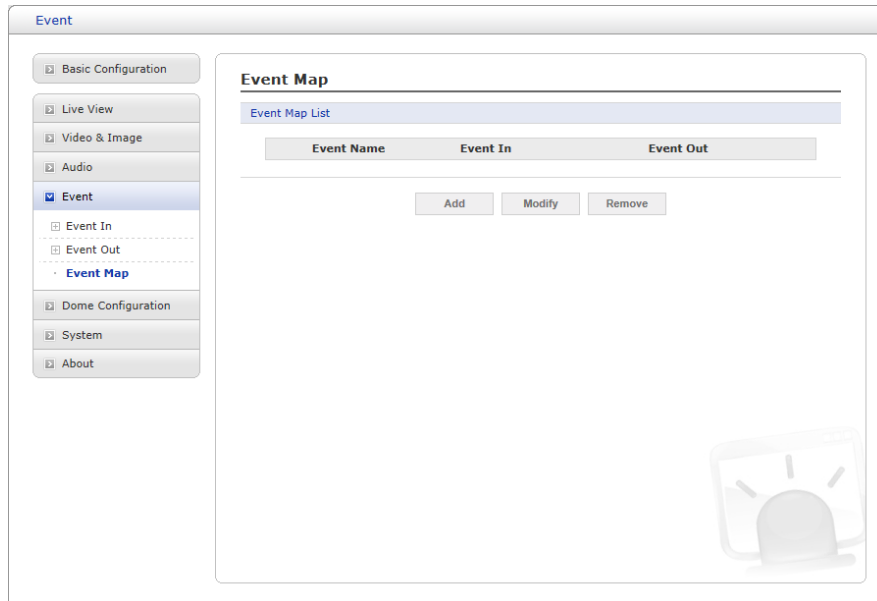 Event
Basic Configuration
Live View
Video & Image
Audio
Event
Event In
Event Out
Event Map
Dome Configuration
System
About
Event Map
Event Map List
Event Name Event In Event Out
Add Modify Remove